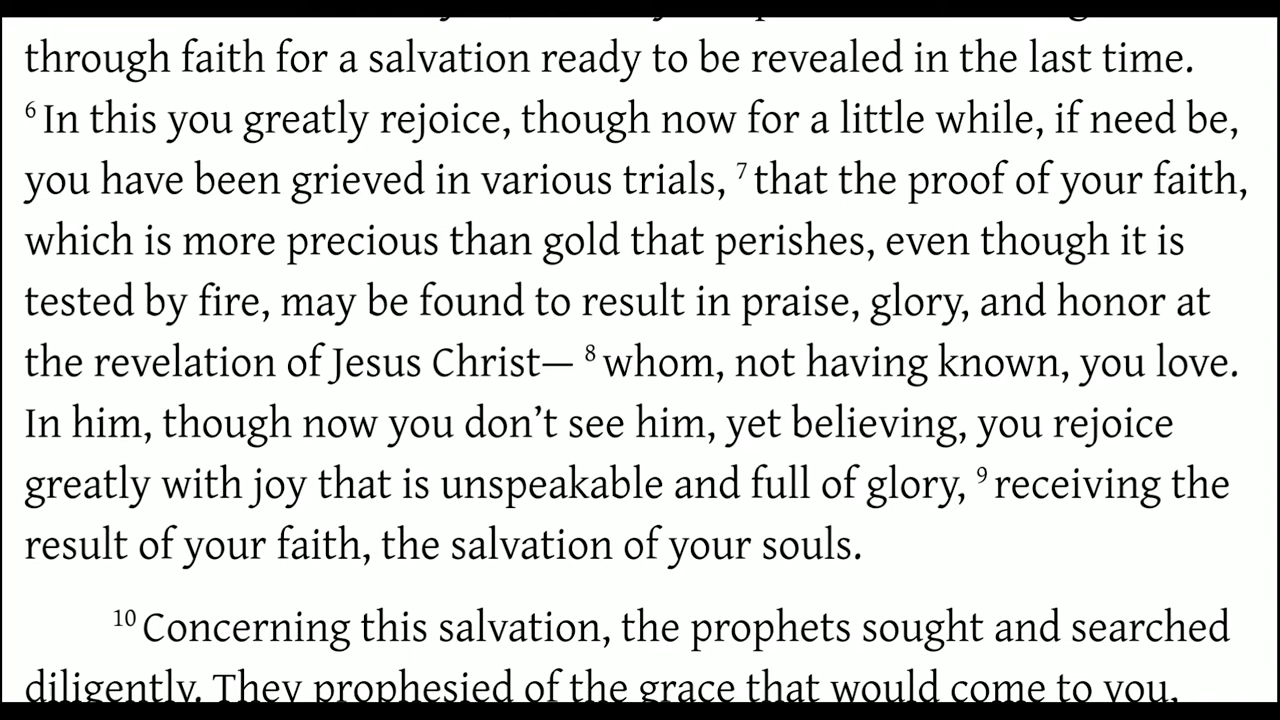 through faith for a salvation ready to be revealed in the last time.
⁶ In this you greatly rejoice, though now for a little while, if need be,
you have been grieved in various trials, ⁷ that the proof of your faith,
which is more precious than gold that perishes, even though it is
tested by fire, may be found to result in praise, glory, and honor at
the revelation of Jesus Christ— ⁸ whom, not having known, you love.
In him, though now you don’t see him, yet believing, you rejoice
greatly with joy that is unspeakable and full of glory, ⁹ receiving the
result of your faith, the salvation of your souls.
¹⁰ Concerning this salvation, the prophets sought and searched
diligently. They prophesied of the grace that would come to you,